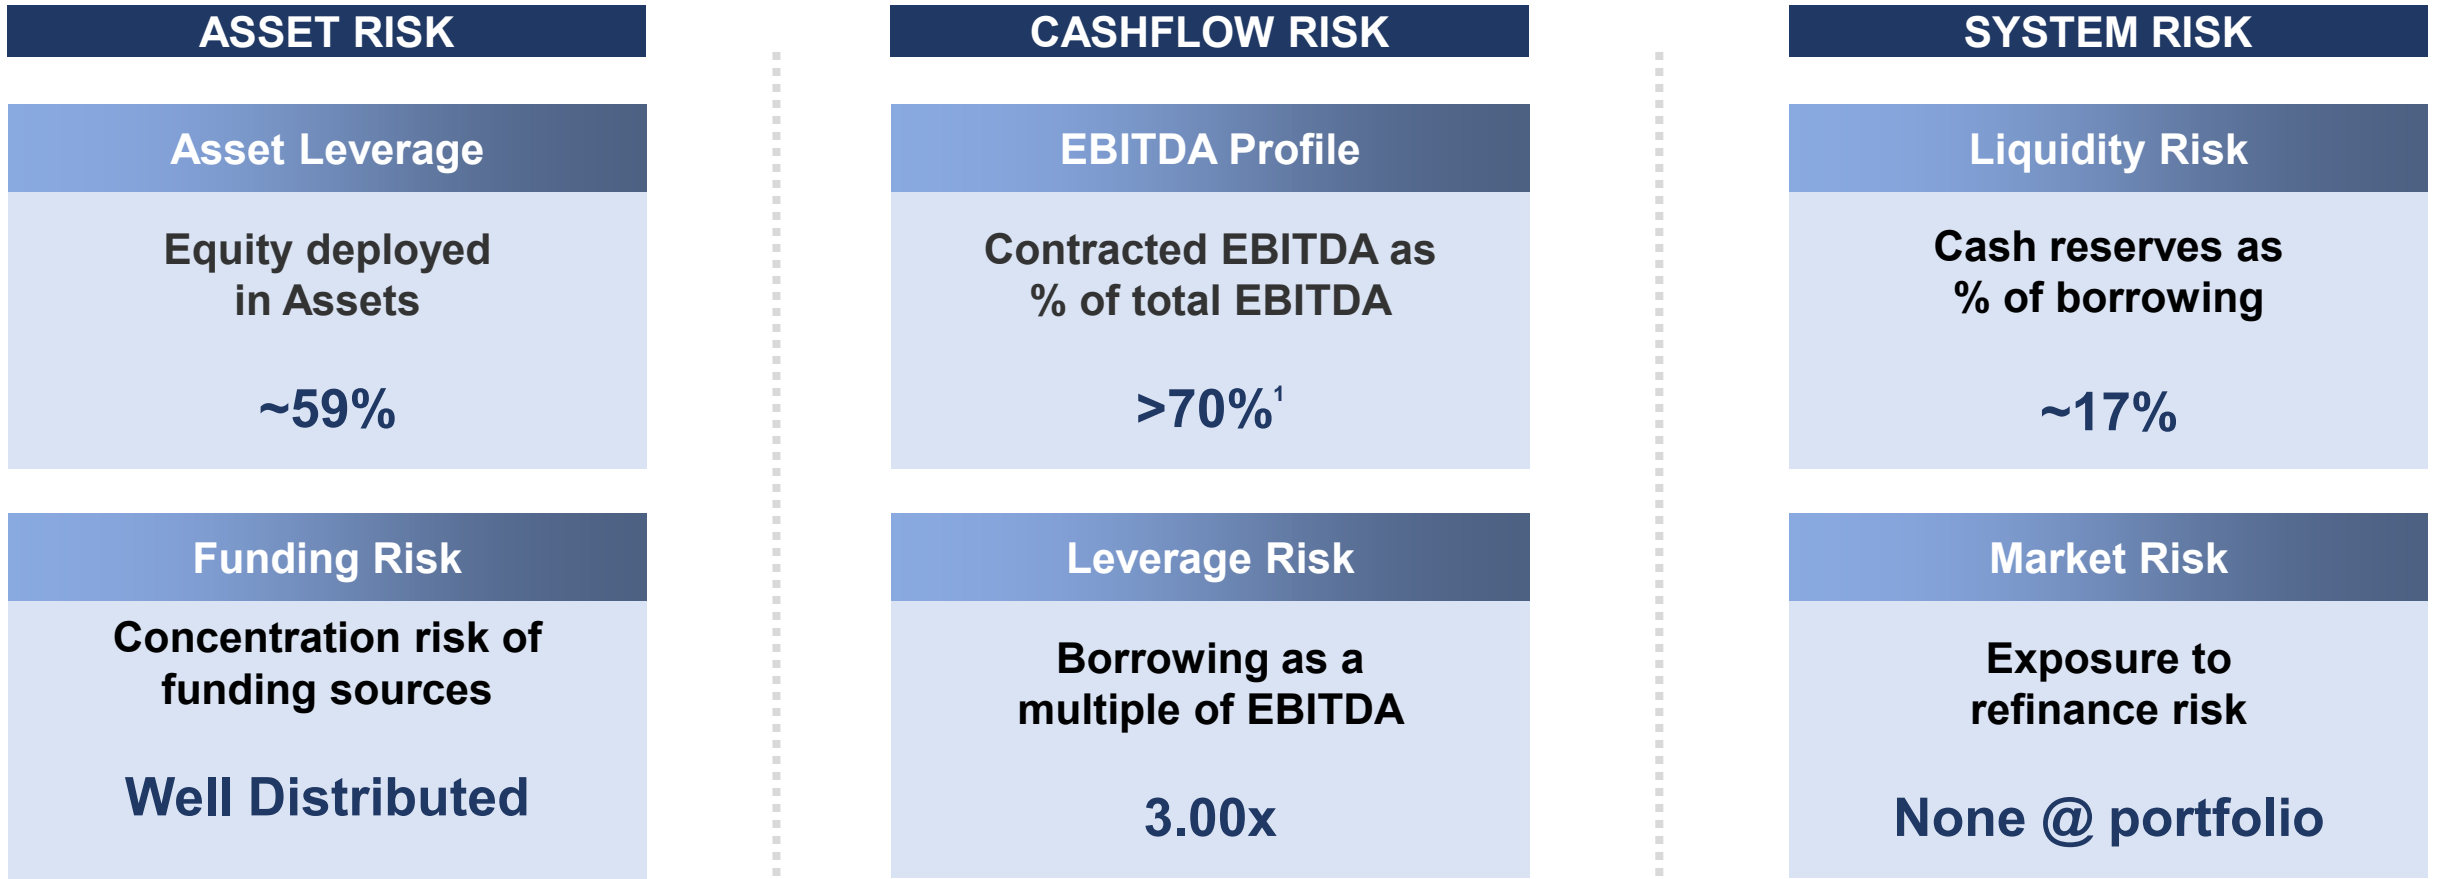 ASSET RISK
Asset Leverage
Equity deployed
in Assets
~59%
Funding Risk
Concentration risk of
funding sources
Well Distributed
CASHFLOW RISK
EBITDA Profile
Contracted EBITDA as
% of total EBITDA
>70%¹
Leverage Risk
Borrowing as a
multiple of EBITDA
3.00x
SYSTEM RISK
Liquidity Risk
Cash reserves as
% of borrowing
~17%
Market Risk
Exposure to
refinance risk
None @ portfolio